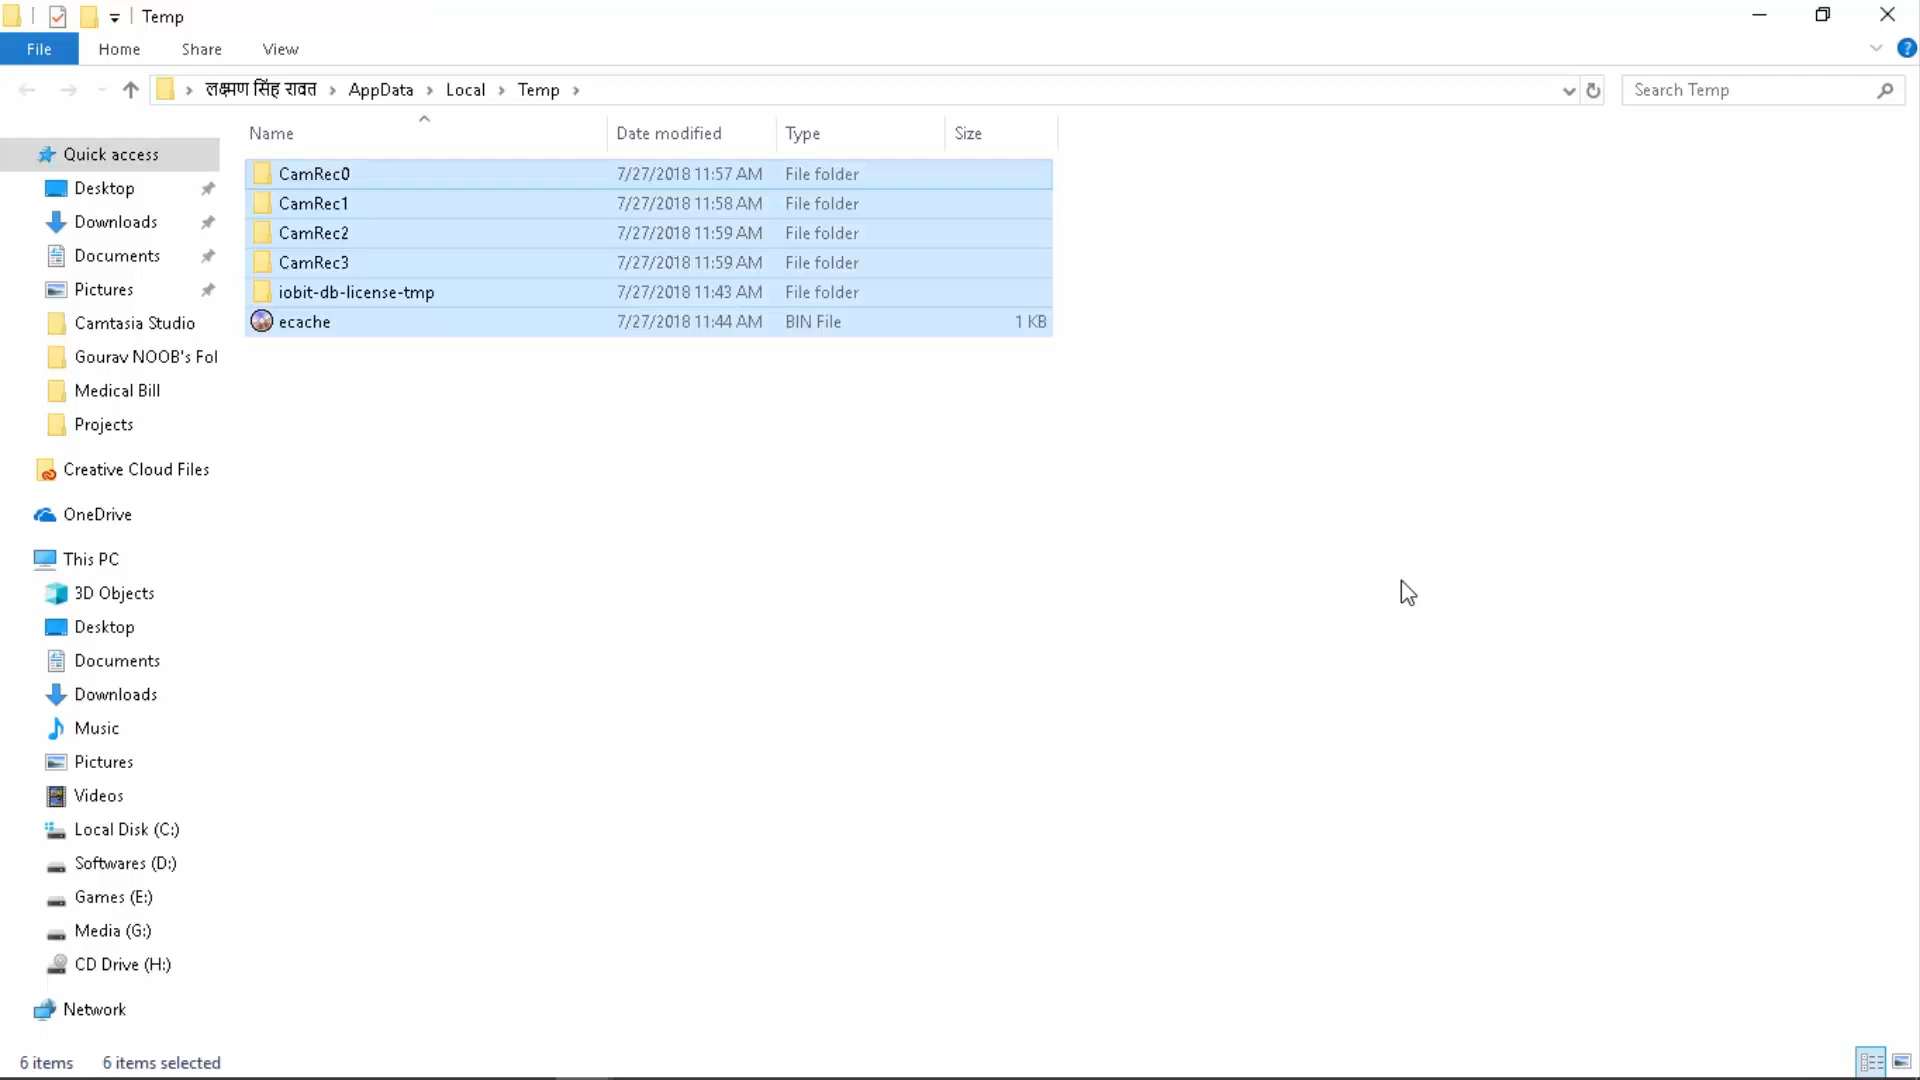 Temp
File Home Share View
लक्ष्मण सिंह रावत AppData Local Temp
Search Temp
Name Date modified Type Size
Quick access
Desktop
Downloads
Documents
Pictures
Camtasia Studio
Gourav NOOB's Fol
Medical Bill
Projects
Creative Cloud Files
OneDrive
This PC
3D Objects
Desktop
Documents
Downloads
Music
Pictures
Videos
Local Disk (C:)
Softwares (D:)
Games (E:)
Media (G:)
CD Drive (H:)
Network
CamRec0 7/27/2018 11:57 AM File folder
CamRec1 7/27/2018 11:58 AM File folder
CamRec2 7/27/2018 11:59 AM File folder
CamRec3 7/27/2018 11:59 AM File folder
iobit-db-license-tmp 7/27/2018 11:43 AM File folder
ecache 7/27/2018 11:44 AM BIN File 1 KB
6 items 6 items selected